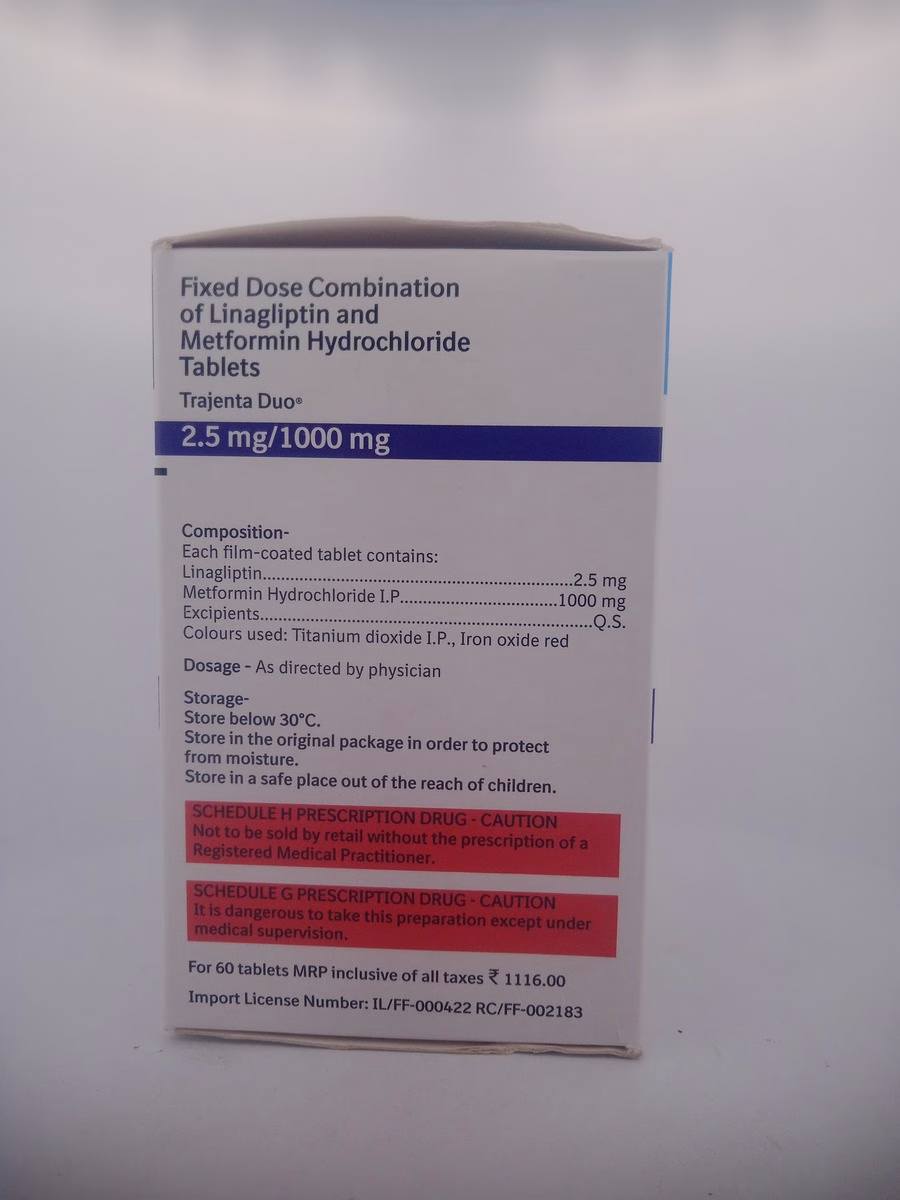 Fixed Dose Combination
of Linagliptin and
Metformin Hydrochloride
Tablets
Trajenta Duo®
2.5 mg/1000 mg
Composition-
Each film-coated tablet contains:
Linagliptin..........................................................................2.5 mg
Metformin Hydrochloride I.P.....................................1000 mg
Excipients...............................................................................Q.S.
Colours used: Titanium dioxide I.P., Iron oxide red
Dosage - As directed by physician
Storage-
Store below 30°C.
Store in the original package in order to protect
from moisture.
Store in a safe place out of the reach of children.
SCHEDULE H PRESCRIPTION DRUG - CAUTION
Not to be sold by retail without the prescription of a
Registered Medical Practitioner.
SCHEDULE G PRESCRIPTION DRUG - CAUTION
It is dangerous to take this preparation except under
medical supervision.
For 60 tablets MRP inclusive of all taxes ₹ 1116.00
Import License Number: IL/FF-000422 RC/FF-002183